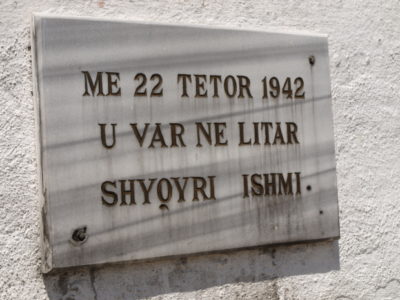 ME 22 TETOR 1942
U VAR NE LITAR
SHYQYRI ISHMI.